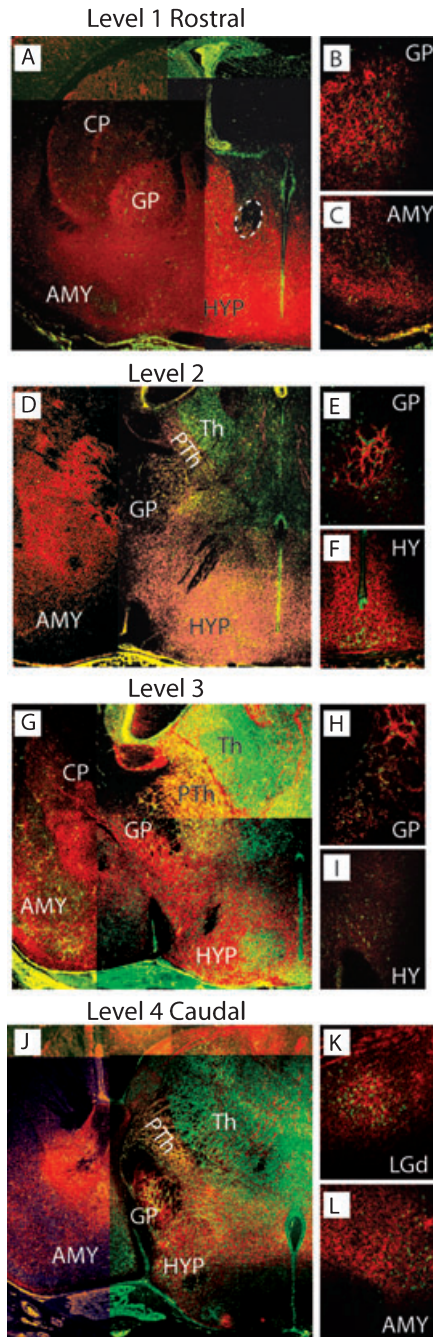 Level 1 Rostral
A
CP
GP
AMY
HYP
B
GP
C
AMY
Level 2
D
Th
PTh
GP
AMY
HYP
E
GP
F
HY
Level 3
G
CP
Th
PTh
GP
AMY
HYP
H
GP
I
HY
Level 4 Caudal
J
PTh
Th
GP
AMY
HYP
K
LGd
L
AMY